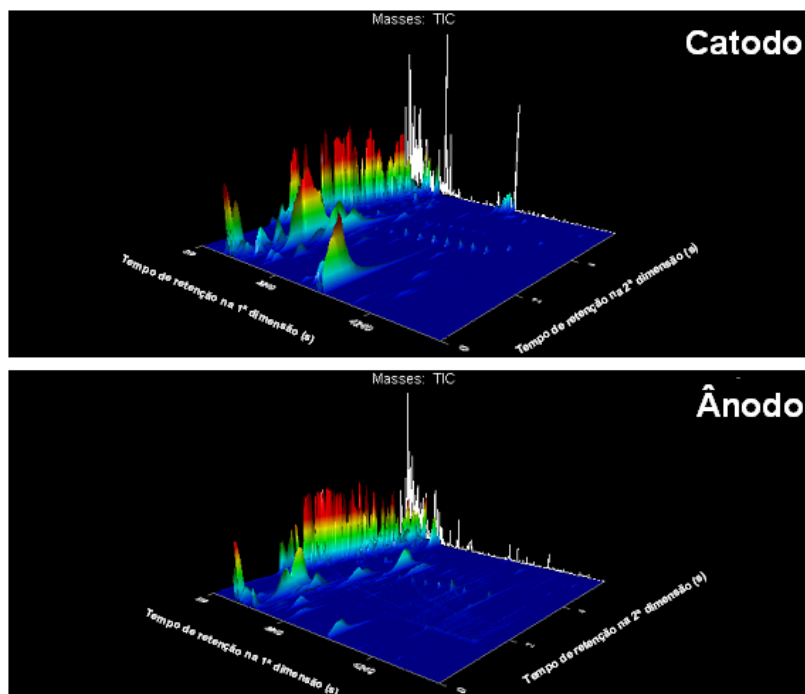 Masses: TIC
Catodo
Tempo de retenção na 1ª dimensão (s)
Tempo de retenção na 2ª dimensão (s)
Masses: TIC
Ânodo
Tempo de retenção na 1ª dimensão (s)
Tempo de retenção na 2ª dimensão (s)